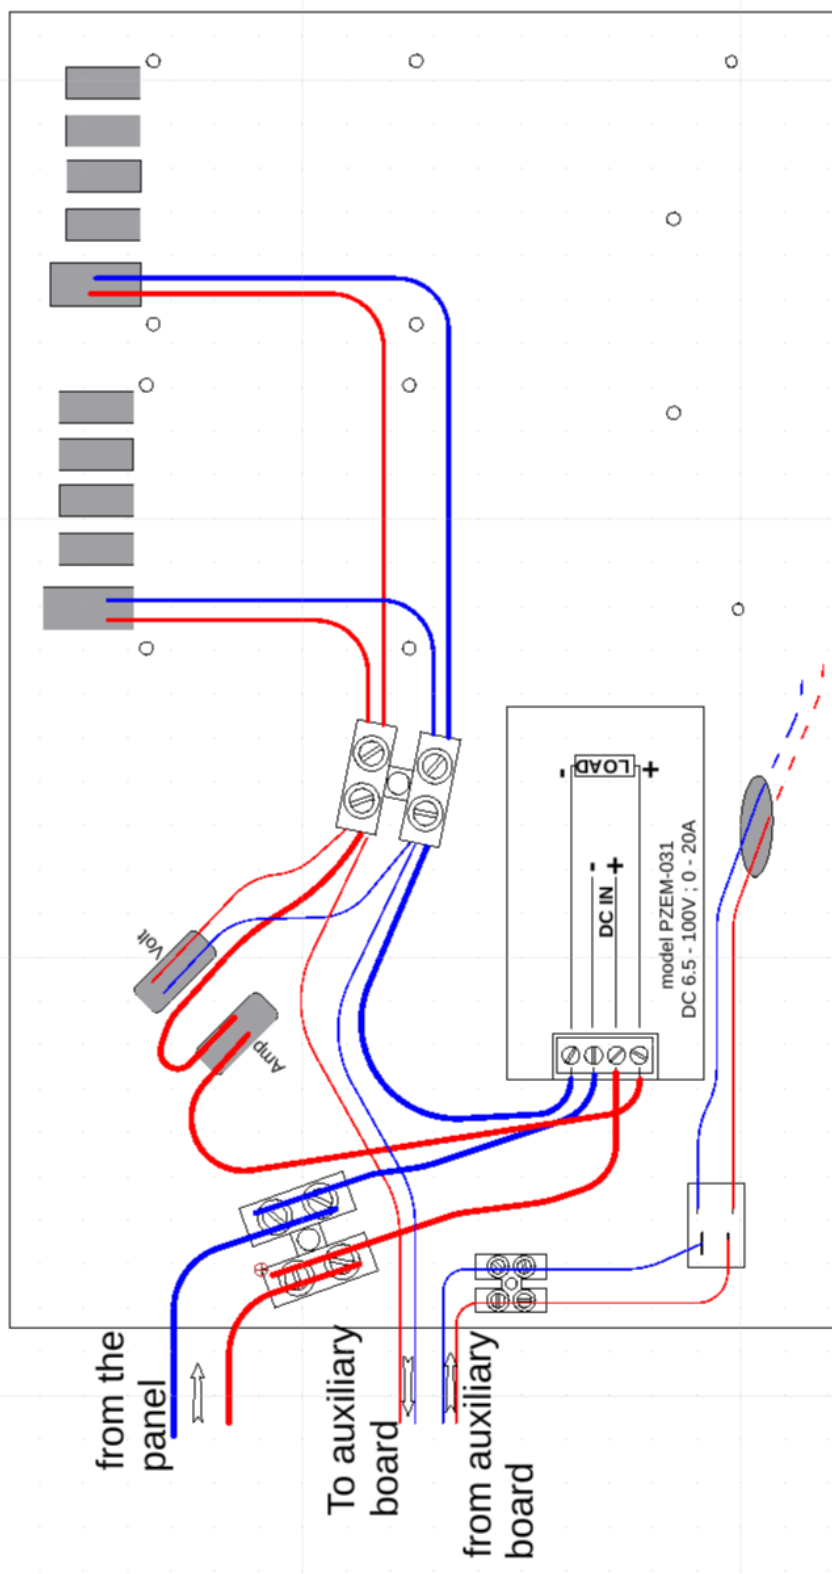 - LOAD +
-
+
DC IN
model PZEM-031
DC 6.5 - 100V ; 0 - 20A
Volt
Amp
from the
panel
To auxiliary
board
from auxiliary
board